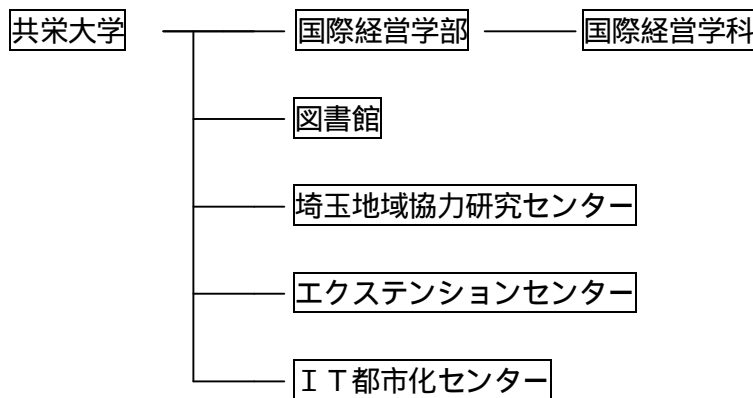 共栄大学
国際経営学部
国際経営学科
図書館
埼玉地域協力研究センター
エクステンションセンター
ＩＴ都市化センター